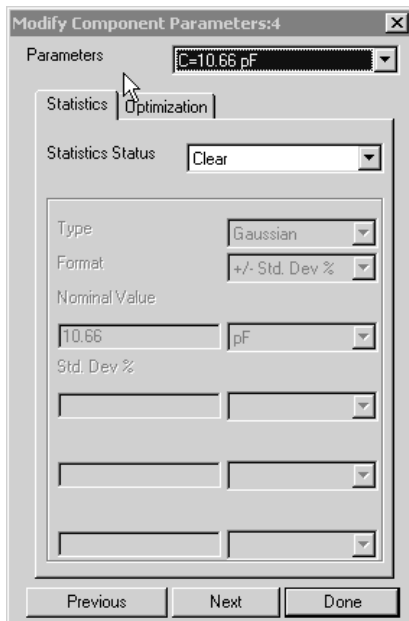 Modify Component Parameters:4
Parameters C=10.66 pF
Statistics Optimization
Statistics Status Clear
Type Gaussian
Format +/- Std. Dev %
Nominal Value
10.66 pF
Std. Dev %
Previous Next Done